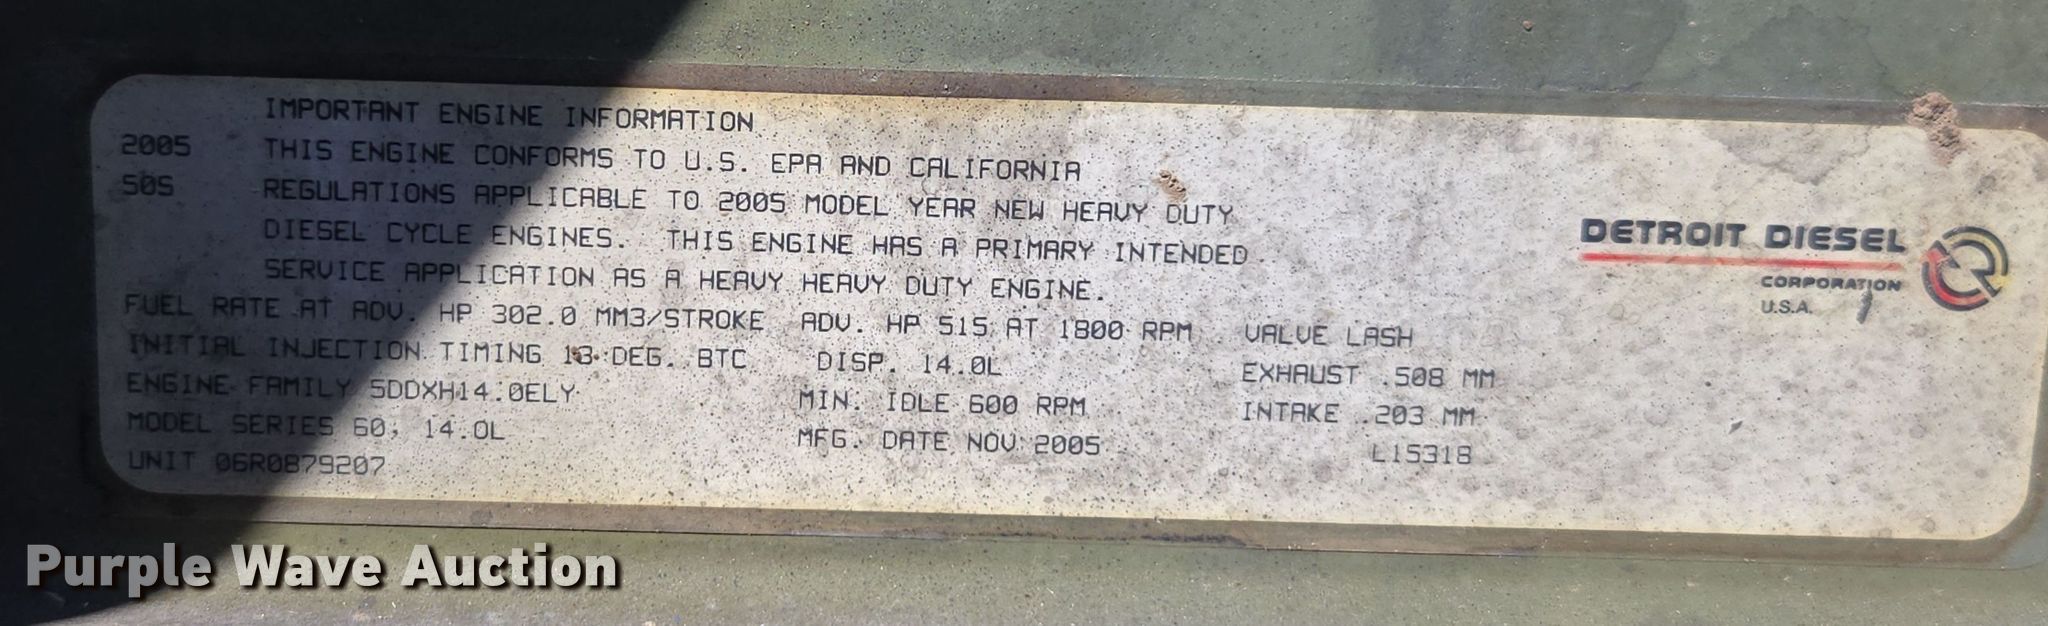 IMPORTANT ENGINE INFORMATION
2005 THIS ENGINE CONFORMS TO U.S. EPA AND CALIFORNIA
50S REGULATIONS APPLICABLE TO 2005 MODEL YEAR NEW HEAVY DUTY
DIESEL CYCLE ENGINES. THIS ENGINE HAS A PRIMARY INTENDED
SERVICE APPLICATION AS A HEAVY HEAVY DUTY ENGINE.
FUEL RATE AT ADV. HP 302.0 MM3/STROKE ADV. HP 515 AT 1800 RPM VALVE LASH
INITIAL INJECTION TIMING 13 DEG. BTC DISP. 14.0L EXHAUST .508 MM
ENGINE FAMILY 5DDXH14.0ELY MIN. IDLE 600 RPM INTAKE .203 MM
MODEL SERIES 60, 14.0L MFG. DATE NOV 2005 L15318
UNIT 06R0879207
DETROIT DIESEL
CORPORATION
U.S.A.
Purple Wave Auction